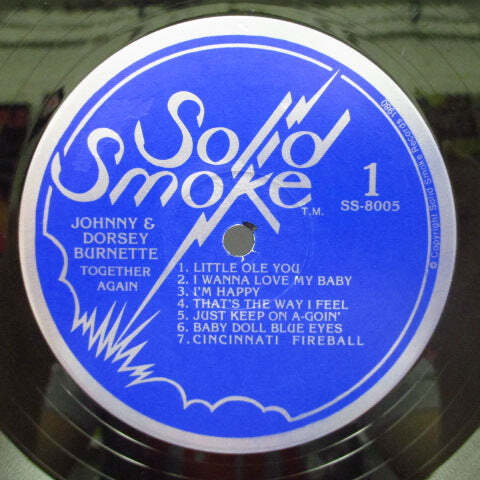 Solid
Smoke
T.M.
1
SS-8005
JOHNNY &
DORSEY
BURNETTE
TOGETHER
AGAIN
1. LITTLE OLE YOU
2. I WANNA LOVE MY BABY
3. I'M HAPPY
4. THAT'S THE WAY I FEEL
5. JUST KEEP ON A-GOIN'
6. BABY DOLL BLUE EYES
7. CINCINNATI FIREBALL
© Copyright Solid Smoke Records 1980